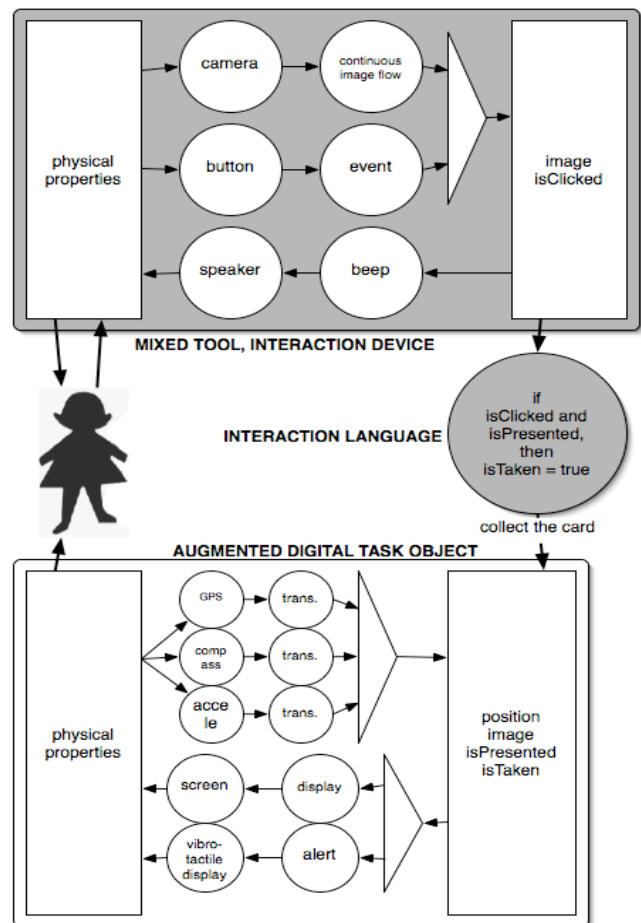 camera
continuous
image flow
physical
properties
button
event
image
isClicked
speaker
beep
MIXED TOOL, INTERACTION DEVICE
INTERACTION LANGUAGE
if
isClicked and
isPresented,
then
isTaken = true
collect the card
AUGMENTED DIGITAL TASK OBJECT
GPS
trans.
comp
ass
trans.
acce
le
trans.
physical
properties
position
image
isPresented
isTaken
screen
display
vibro-
tactile
display
alert